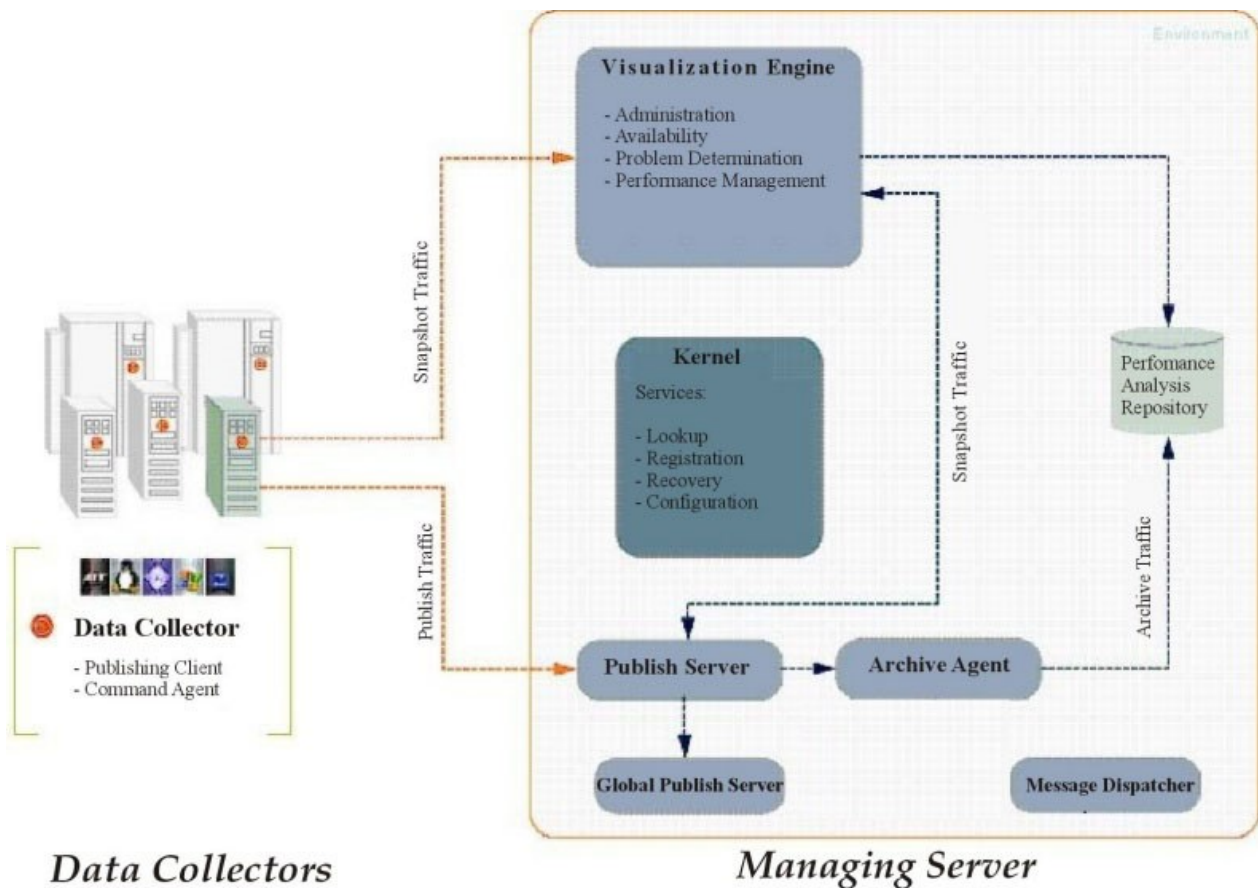 Environment
Visualization Engine
- Administration
- Availability
- Problem Determination
- Performance Management
Snapshot Traffic
Snapshot Traffic
Kernel
Services:
- Lookup
- Registration
- Recovery
- Configuration
Perfomance
Analysis
Repository
Publish Traffic
Archive Traffic
Data Collector
- Publishing Client
- Command Agent
Publish Server
Archive Agent
Global Publish Server
Message Dispatcher
Data Collectors
Managing Server